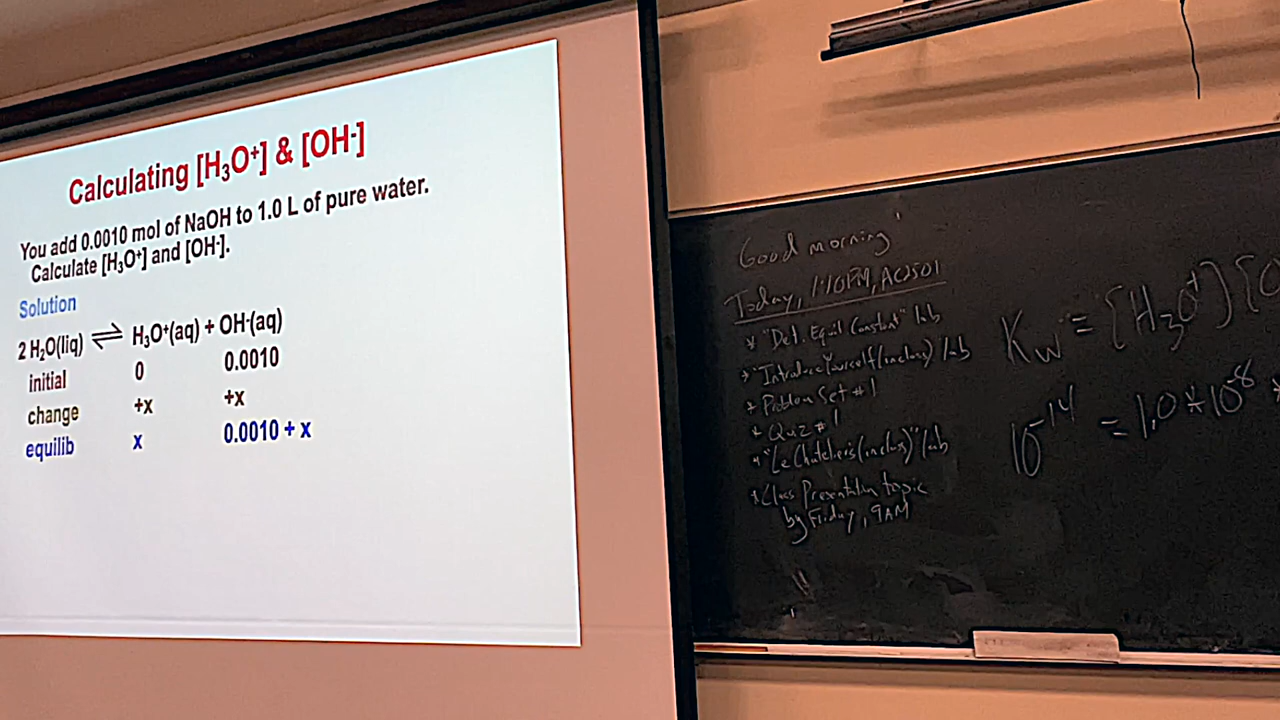 Calculating [H₃O⁺] & [OH⁻]
You add 0.0010 mol of NaOH to 1.0 L of pure water.
Calculate [H₃O⁺] and [OH⁻].
Solution
2 H₂O(liq) ⇌ H₃O⁺(aq) + OH⁻(aq)
initial 0 0.0010
change +x +x
equilib x 0.0010 + x
Good morning
Today, 1:10PM,
* "Det. Equil Constant" lab
* "Introduce Yourself (inclass) lab
* Problem Set #1
* Quiz #1
* "Le Chatelier's (inclass)" lab
* Class Presentation topic
by Friday, 9AM
Kw = [H₃O⁺] [O
10⁻¹⁴ = 1.0 * 10⁻⁸ *